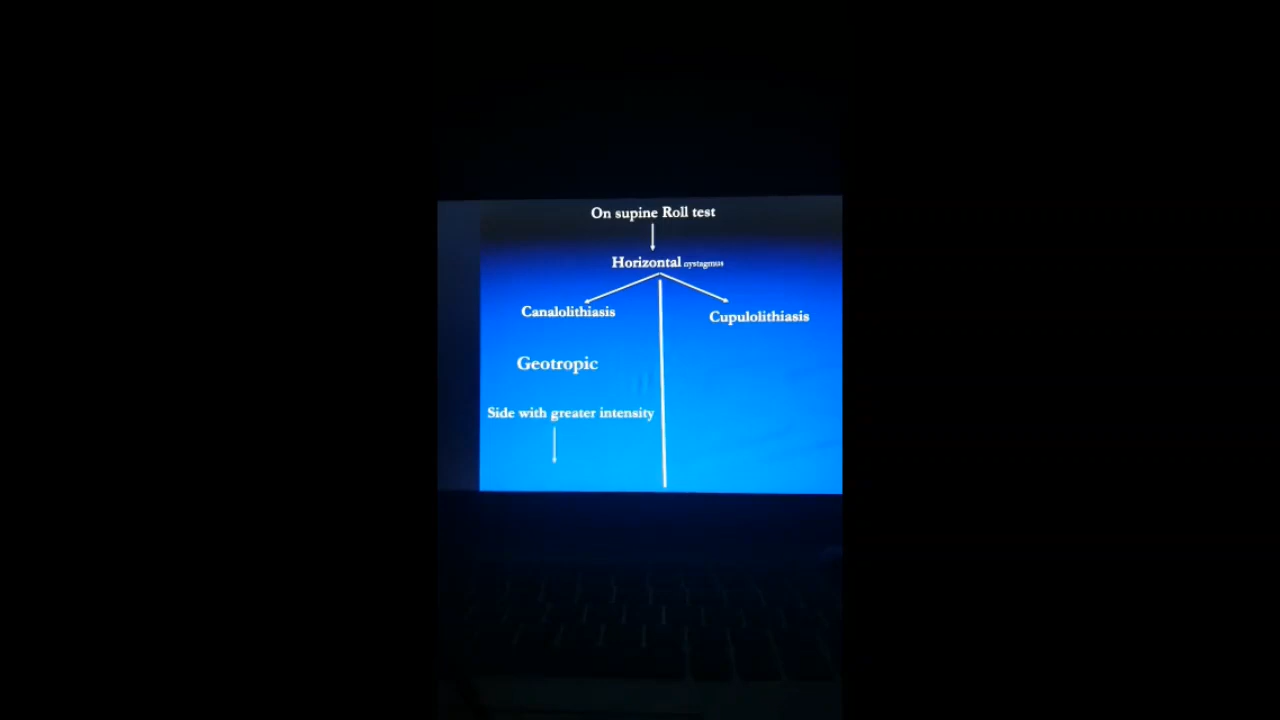 On supine Roll test
Horizontal nystagmus
Canalolithiasis
Cupulolithiasis
Geotropic
Side with greater intensity